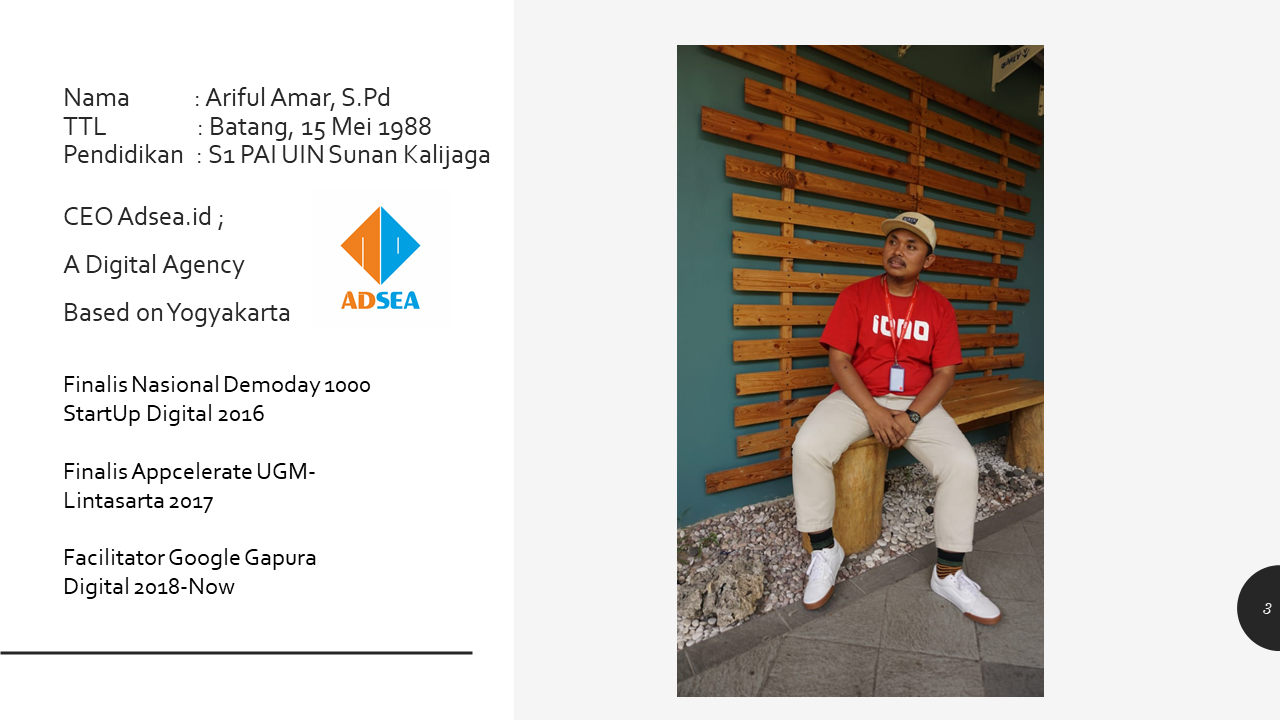 Nama : Ariful Amar, S.Pd
TTL : Batang, 15 Mei 1988
Pendidikan : S1 PAI UIN Sunan Kalijaga
CEO Adsea.id ;
A Digital Agency
Based on Yogyakarta
ADSEA
Finalis Nasional Demoday 1000
StartUp Digital 2016
Finalis Appcelerate UGM-
Lintasarta 2017
Facilitator Google Gapura
Digital 2018-Now
1000
3